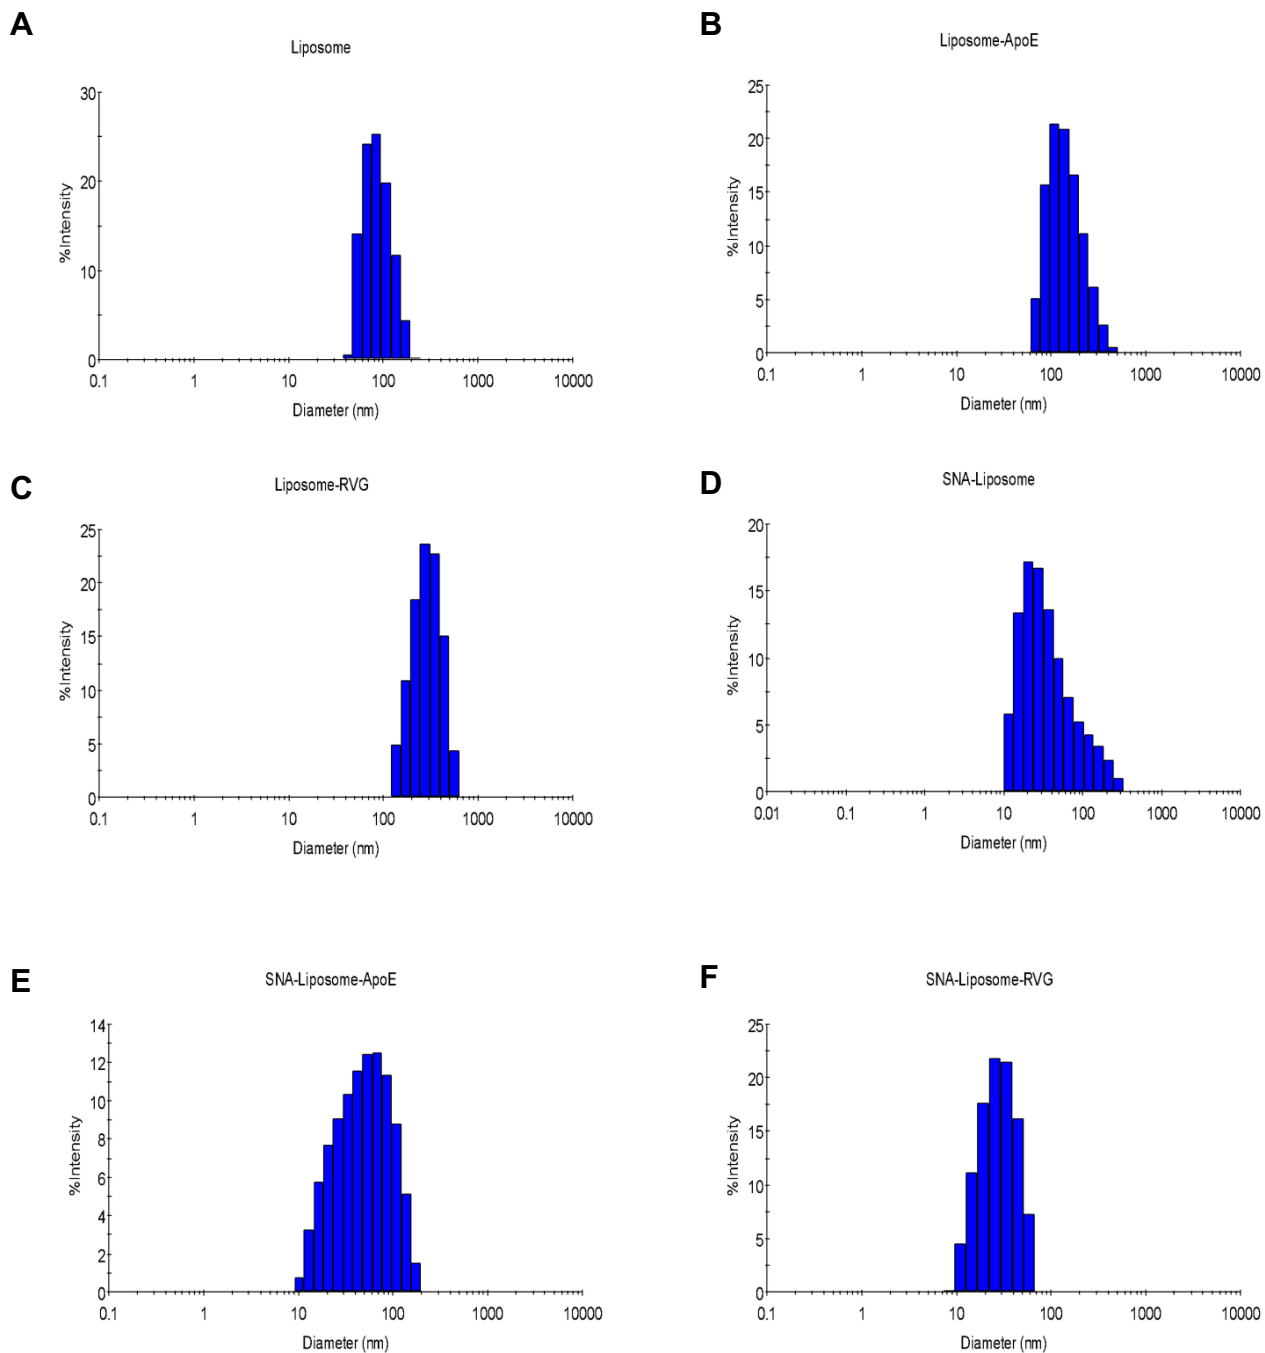 A
Liposome
30
20
10
0
%Intensity
0.1 1 10 100 1000 10000
Diameter (nm)
B
Liposome-ApoE
25
20
15
10
5
0
%Intensity
0.1 1 10 100 1000 10000
Diameter (nm)
C
Liposome-RVG
25
20
15
10
5
0
%Intensity
0.1 1 10 100 1000 10000
Diameter (nm)
D
SNA-Liposome
20
15
10
5
0
%Intensity
0.01 0.1 1 10 100 1000 10000
Diameter (nm)
E
SNA-Liposome-ApoE
14
12
10
8
6
4
2
0
%Intensity
0.1 1 10 100 1000 10000
Diameter (nm)
F
SNA-Liposome-RVG
25
20
15
10
5
0
%Intensity
0.1 1 10 100 1000 10000
Diameter (nm)